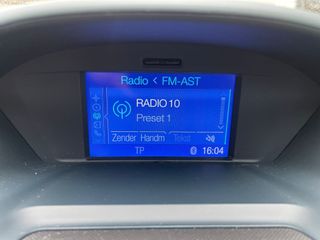 Radio < FM-AST
RADIO 10
Preset 1
Zender Handm Tekst
TP 16:04